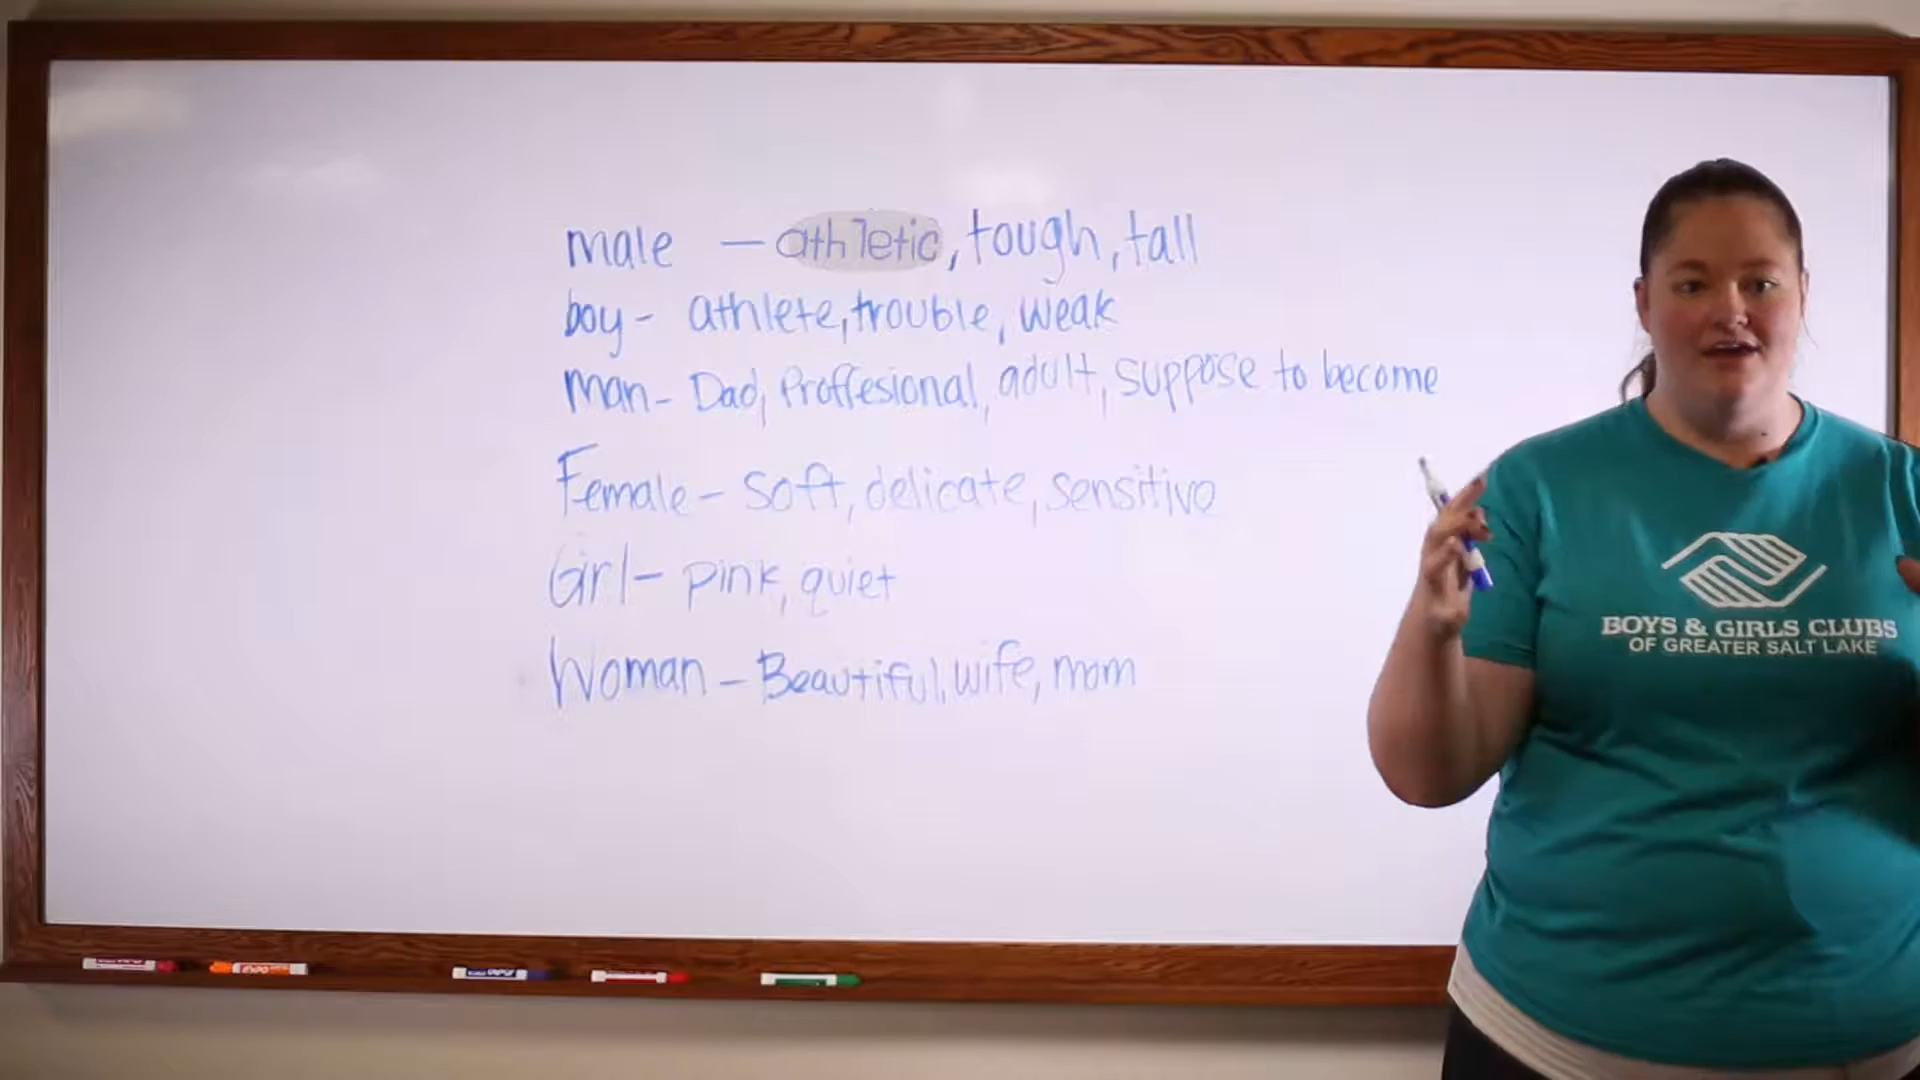 male - athletic, tough, tall
boy - athlete, trouble, weak
man - Dad, Proffesional, adult, suppose to become
Female - soft, delicate, sensitive
Girl - pink, quiet
Woman - Beautiful, wife, mom
BOYS & GIRLS CLUBS
OF GREATER SALT LAKE
EXPO